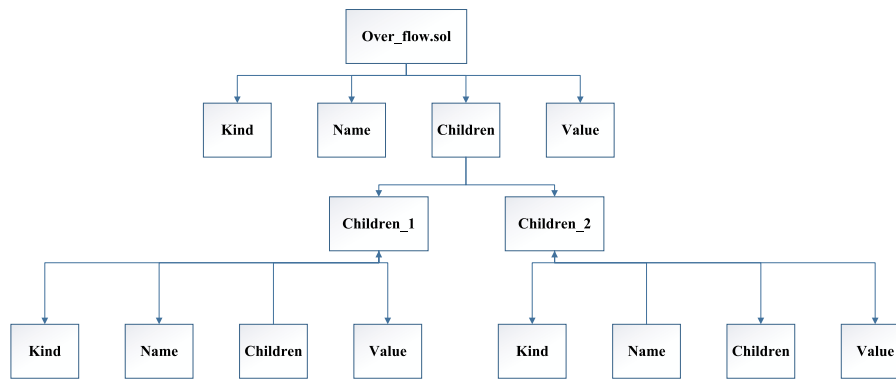 Over_flow.sol
Kind Name Children Value
Children_1 Children_2
Kind Name Children Value Kind Name Children Value